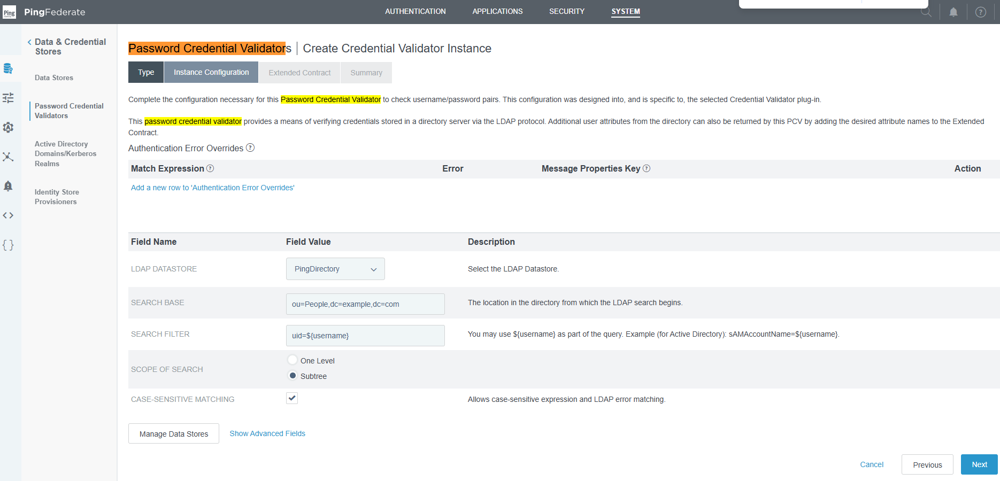 Ping
PingFederate
AUTHENTICATION
APPLICATIONS
SECURITY
SYSTEM
Data & Credential
Stores
Data Stores
Password Credential
Validators
Active Directory
Domains/Kerberos
Realms
Identity Store
Provisioners
Password Credential Validators | Create Credential Validator Instance
Type
Instance Configuration
Extended Contract
Summary
Complete the configuration necessary for this Password Credential Validator to check username/password pairs. This configuration was designed into, and is specific to, the selected Credential Validator plug-in.
This password credential validator provides a means of verifying credentials stored in a directory server via the LDAP protocol. Additional user attributes from the directory can also be returned by this PCV by adding the desired attribute names to the Extended
Contract.
Authentication Error Overrides ?
Match Expression ? Error Message Properties Key ? Action
Add a new row to 'Authentication Error Overrides'
Field Name Field Value Description
LDAP DATASTORE PingDirectory Select the LDAP Datastore.
SEARCH BASE ou=People,dc=example,dc=com The location in the directory from which the LDAP search begins.
SEARCH FILTER uid=${username} You may use ${username} as part of the query. Example (for Active Directory): sAMAccountName=${username}.
SCOPE OF SEARCH
One Level
Subtree
CASE-SENSITIVE MATCHING Allows case-sensitive expression and LDAP error matching.
Manage Data Stores
Show Advanced Fields
Cancel
Previous
Next